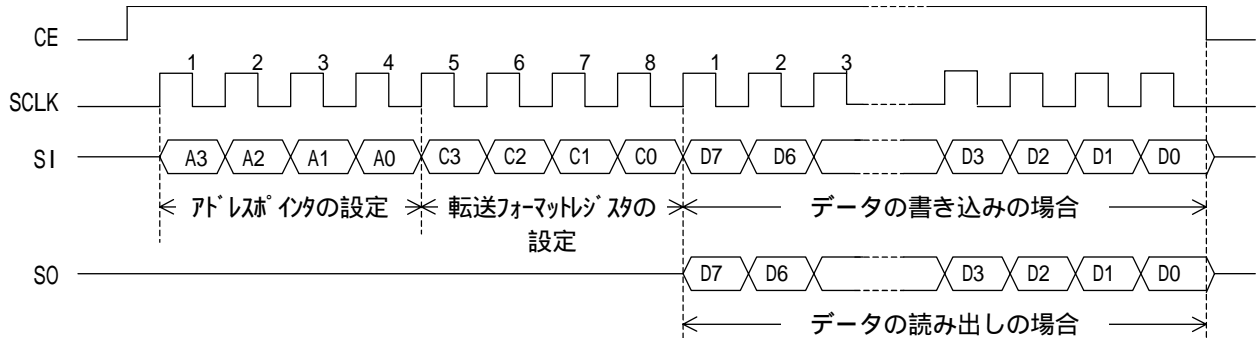 CE
1 2 3 4 5 6 7 8 1 2 3
SCLK
SI A3 A2 A1 A0 C3 C2 C1 C0 D7 D6 D3 D2 D1 D0
アドレスポインタの設定 転送フォーマットレジスタの 設定 データの書き込みの場合
SO D7 D6 D3 D2 D1 D0
データの読み出しの場合